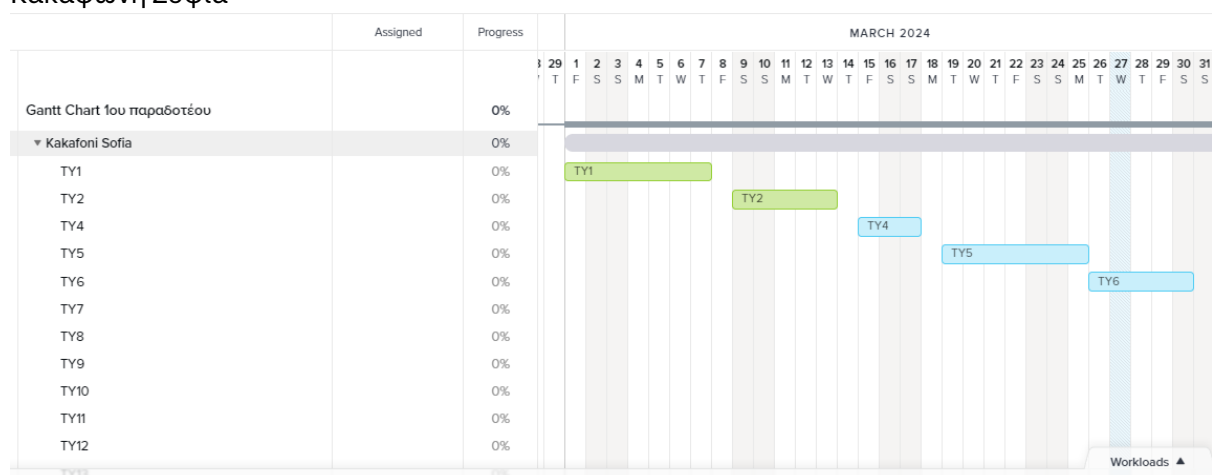 Κακαφώνη Σοφία
Assigned Progress MARCH 2024
29 1 2 3 4 5 6 7 8 9 10 11 12 13 14 15 16 17 18 19 20 21 22 23 24 25 26 27 28 29 30 31
T F S S M T W T F S S M T W T F S S M T W T F S S M T W T F S S
Gantt Chart 1ου παραδοτέου 0%
▼ Kakafoni Sofia 0%
TY1 0% TY1
TY2 0% TY2
TY4 0% TY4
TY5 0% TY5
TY6 0% TY6
TY7 0%
TY8 0%
TY9 0%
TY10 0%
TY11 0%
TY12 0%
Workloads ▲